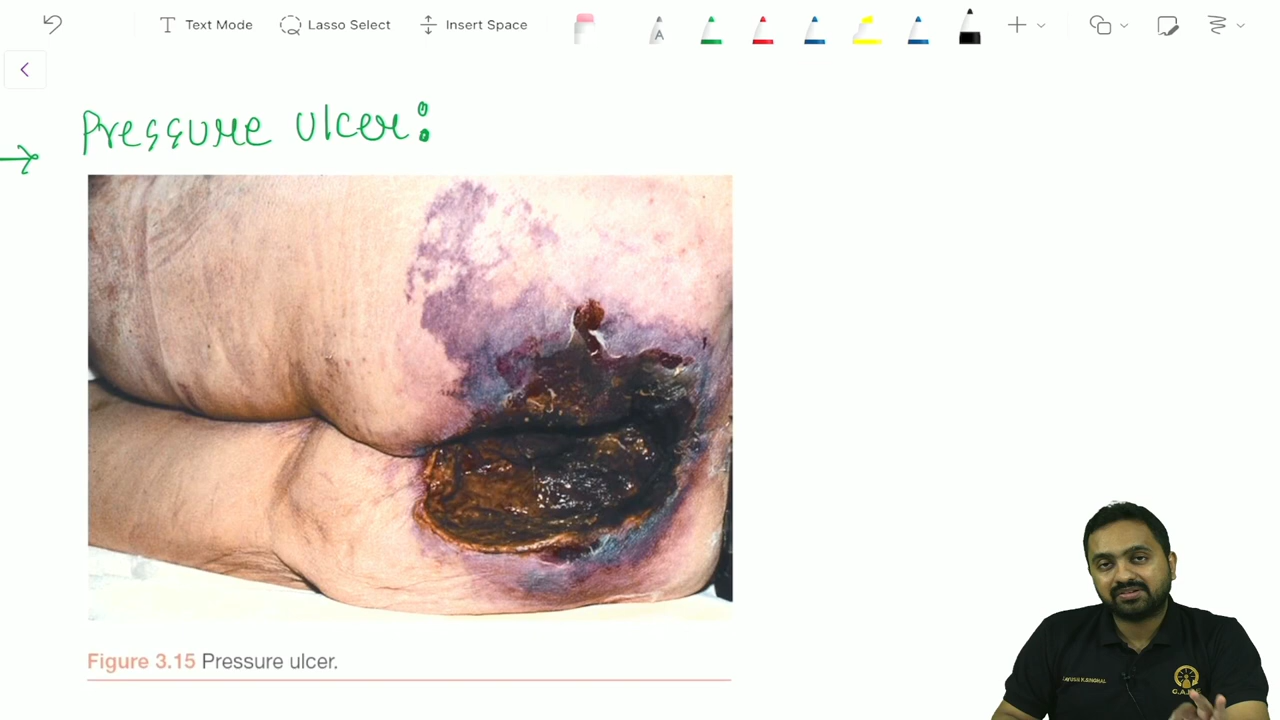 Text Mode Lasso Select Insert Space
A
Pressure ulcer:
Figure 3.15 Pressure ulcer.